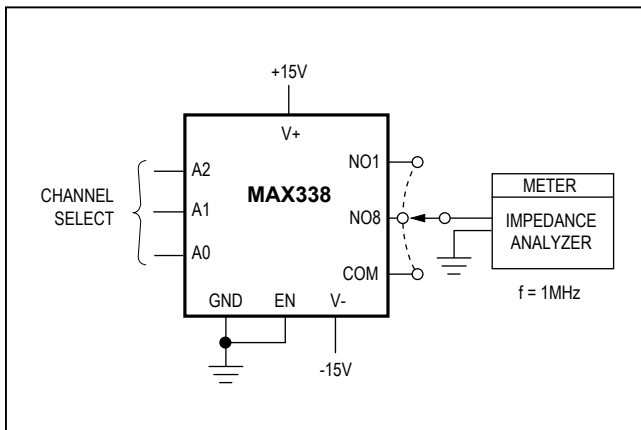 +15V
V+
A2
NO1
METER
CHANNEL
SELECT
MAX338
A1
NO8
IMPEDANCE
ANALYZER
A0
COM
f = 1MHz
GND
EN
V-
-15V